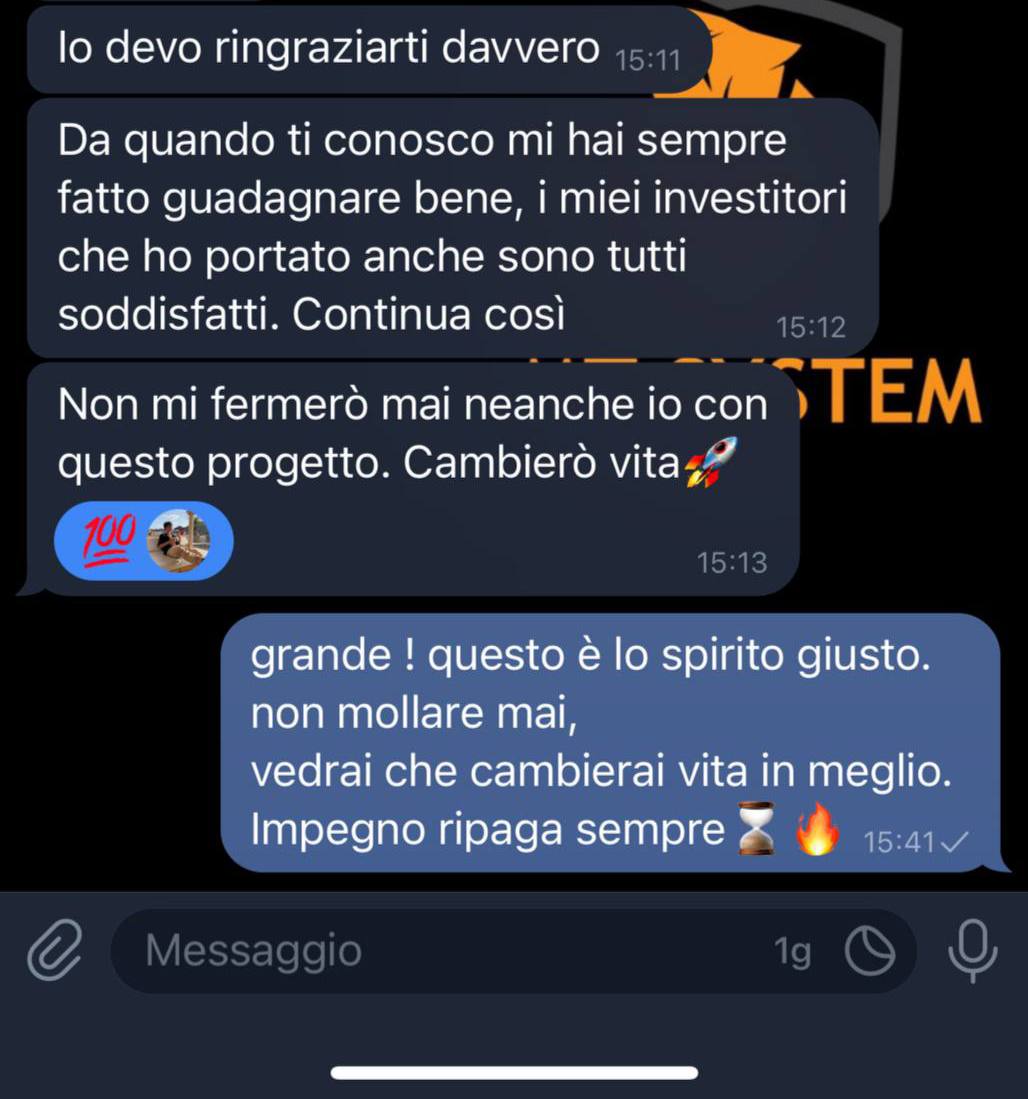 Io devo ringraziarti davvero 15:11
Da quando ti conosco mi hai sempre
fatto guadagnare bene, i miei investitori
che ho portato anche sono tutti
soddisfatti. Continua così 15:12
STEM
Non mi fermerò mai neanche io con
questo progetto. Cambierò vita🚀
💯 15:13
grande ! questo è lo spirito giusto.
non mollare mai,
vedrai che cambierai vita in meglio.
Impegno ripaga sempre⏳🔥 15:41
Messaggio 1g